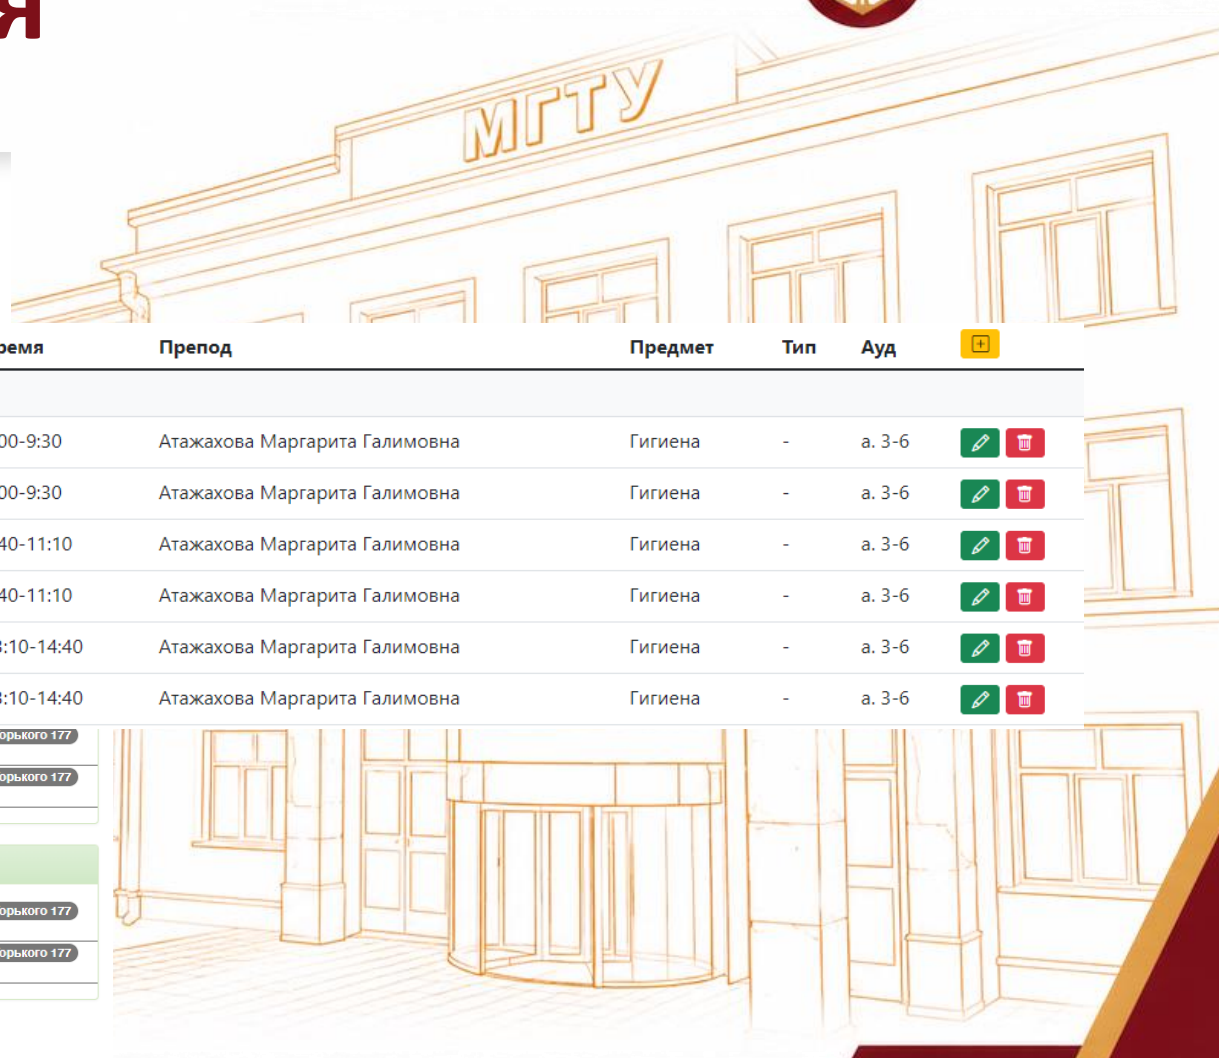 я
МГТУ
ремя Препод Предмет Тип Ауд
00-9:30 Атажахова Маргарита Галимовна Гигиена - а. 3-6
00-9:30 Атажахова Маргарита Галимовна Гигиена - а. 3-6
40-11:10 Атажахова Маргарита Галимовна Гигиена - а. 3-6
40-11:10 Атажахова Маргарита Галимовна Гигиена - а. 3-6
:10-14:40 Атажахова Маргарита Галимовна Гигиена - а. 3-6
:10-14:40 Атажахова Маргарита Галимовна Гигиена - а. 3-6
орького 177
орького 177
орького 177
орького 177